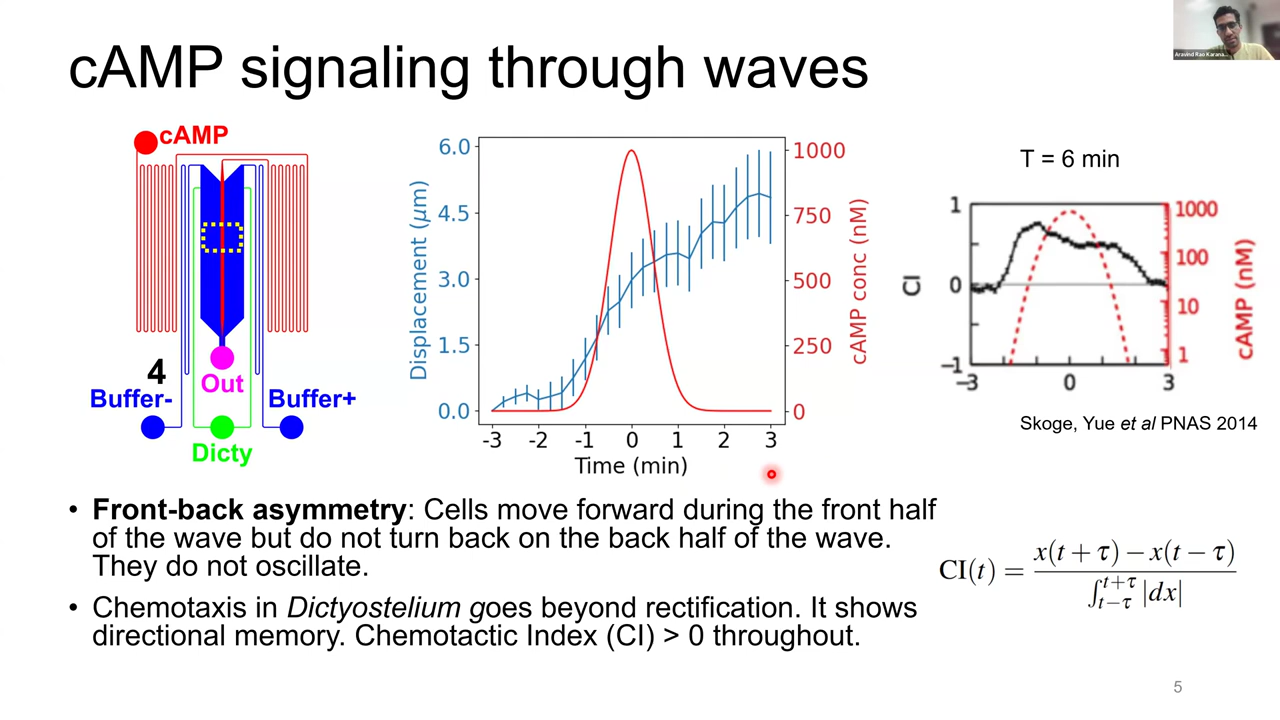 cAMP signaling through waves
Aravind Rao Karana...
cAMP
4
Buffer-
Out
Buffer+
Dicty
Displacement (μm)
6.0
4.5
3.0
1.5
0.0
-3 -2 -1 0 1 2 3
Time (min)
1000
750
500
250
0
cAMP conc (nM)
T = 6 min
CI
1
0
-1
-3 0 3
1000
100
10
1
cAMP (nM)
Skoge, Yue et al PNAS 2014
• Front-back asymmetry: Cells move forward during the front half
of the wave but do not turn back on the back half of the wave.
They do not oscillate.
• Chemotaxis in Dictyostelium goes beyond rectification. It shows
directional memory. Chemotactic Index (CI) > 0 throughout.
CI(t) = x(t + τ) − x(t − τ) / ∫_{t−τ}^{t+τ} |dx|
5